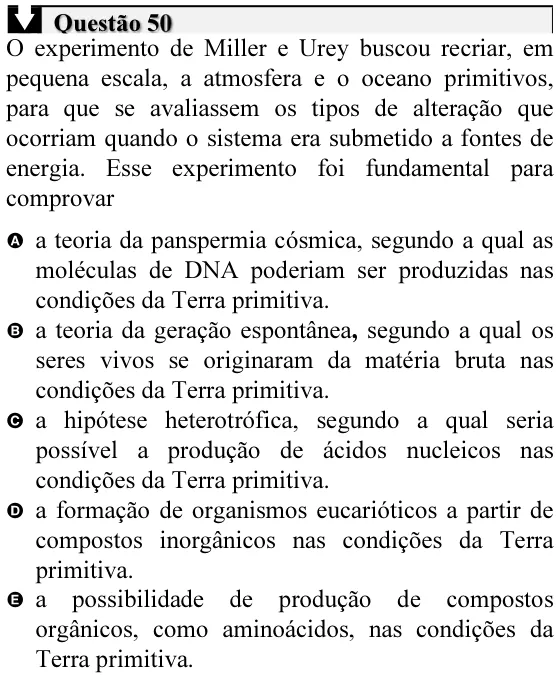 Questão 50
O experimento de Miller e Urey buscou recriar, em
pequena escala, a atmosfera e o oceano primitivos,
para que se avaliassem os tipos de alteração que
ocorriam quando o sistema era submetido a fontes de
energia. Esse experimento foi fundamental para
comprovar
A a teoria da panspermia cósmica, segundo a qual as
moléculas de DNA poderiam ser produzidas nas
condições da Terra primitiva.
B a teoria da geração espontânea, segundo a qual os
seres vivos se originaram da matéria bruta nas
condições da Terra primitiva.
C a hipótese heterotrófica, segundo a qual seria
possível a produção de ácidos nucleicos nas
condições da Terra primitiva.
D a formação de organismos eucarióticos a partir de
compostos inorgânicos nas condições da Terra
primitiva.
E a possibilidade de produção de compostos
orgânicos, como aminoácidos, nas condições da
Terra primitiva.